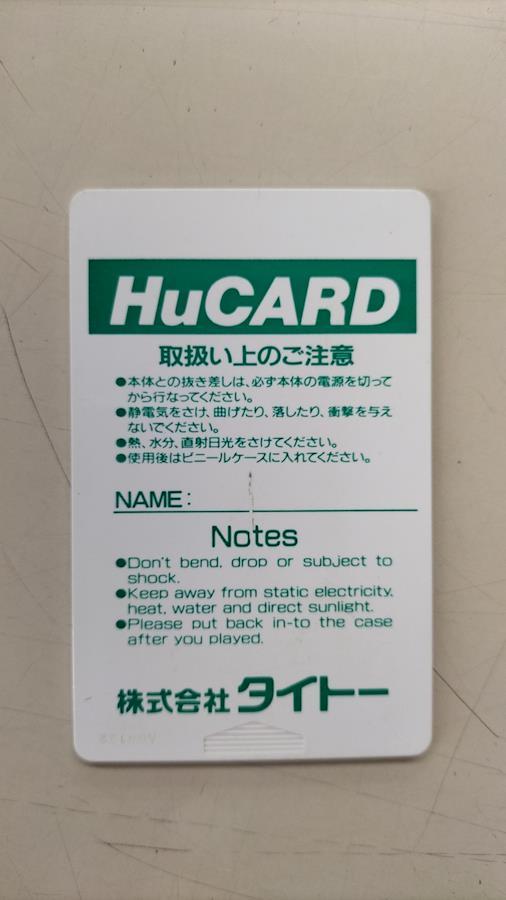 HuCARD
取扱い上のご注意
●本体との抜き差しは、必ず本体の電源を切って
から行なってください。
●静電気をさけ、曲げたり、落したり、衝撃を与え
ないでください。
●熱、水分、直射日光をさけてください。
●使用後はビニールケースに入れてください。
NAME:
Notes
●Don't bend, drop or subject to
shock.
●Keep away from static electricity,
heat, water and direct sunlight.
●Please put back in-to the case
after you played.
株式会社 タイトー